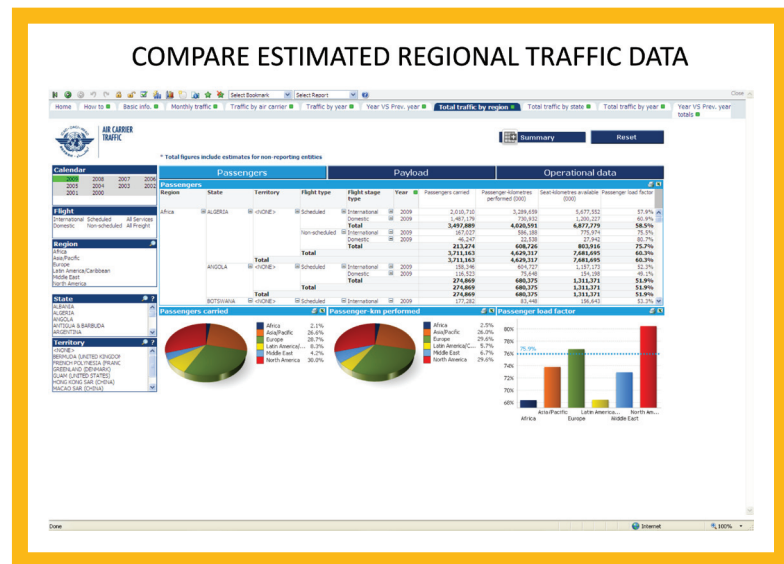 COMPARE ESTIMATED REGIONAL TRAFFIC DATA
Select Bookmark Select Report Close
Home How to Basic info. Monthly traffic Traffic by air carrier Traffic by year Year VS Prev. year Total traffic by region Total traffic by state Total traffic by year Year VS Prev. year
totals
AIR CARRIER
TRAFFIC
Summary Reset
* Total figures include estimates for non-reporting entities
Calendar
2009 2008 2007 2006
2005 2004 2003 2002
2001 2000
Flight
International Scheduled All Services
Domestic Non-scheduled All Freight
Region
Africa
Asia/Pacific
Europe
Latin America/Caribbean
Middle East
North America
State
ALBANIA
ALGERIA
ANGOLA
ANTIGUA & BARBUDA
ARGENTINA
Territory
<NONE>
BERMUDA (UNITED KINGDOM
FRENCH POLYNESIA (FRANC
GREENLAND (DENMARK)
GUAM (UNITED STATES)
HONG KONG SAR (CHINA)
MACAO SAR (CHINA)
Passengers Payload Operational data
Passengers
Region State Territory Flight type Flight stage type Year Passengers carried Passenger-Kilometres performed (000) Seat-kilometres available (000) Passenger load factor
Africa ALGERIA <NONE> Scheduled International 2009 2,010,710 3,289,659 5,677,552 57.9%
Domestic 2009 1,487,179 730,932 1,200,227 60.9%
Total 3,497,889 4,020,591 6,877,779 58.5%
Non-scheduled International 2009 167,027 586,188 775,974 75.5%
Domestic 2009 46,247 22,538 27,942 80.7%
Total 213,274 608,726 803,916 75.7%
Total 3,711,163 4,629,317 7,681,695 60.3%
Total 3,711,163 4,629,317 7,681,695 60.3%
ANGOLA <NONE> Scheduled International 2009 158,346 604,727 1,157,173 52.3%
Domestic 2009 116,523 75,648 154,198 49.1%
Total 274,869 680,375 1,311,371 51.9%
Total 274,869 680,375 1,311,371 51.9%
Total 274,869 680,375 1,311,371 51.9%
BOTSWANA <NONE> Scheduled International 2009 177,282 83,448 156,643 53.3%
Passengers carried
Africa 2.1%
Asia/Pacific 26.6%
Europe 28.7%
Latin America/... 8.3%
Middle East 4.2%
North America 30.0%
Passenger-km performed
Africa 2.5%
Asia/Pacific 26.0%
Europe 29.6%
Latin America/C... 5.7%
Middle East 6.7%
North America 29.6%
Passenger load factor
80%
78%
75.9%
76%
74%
72%
70%
68%
Asia/Pacific Latin America... North Am...
Africa Europe Middle East
Done Internet 100%